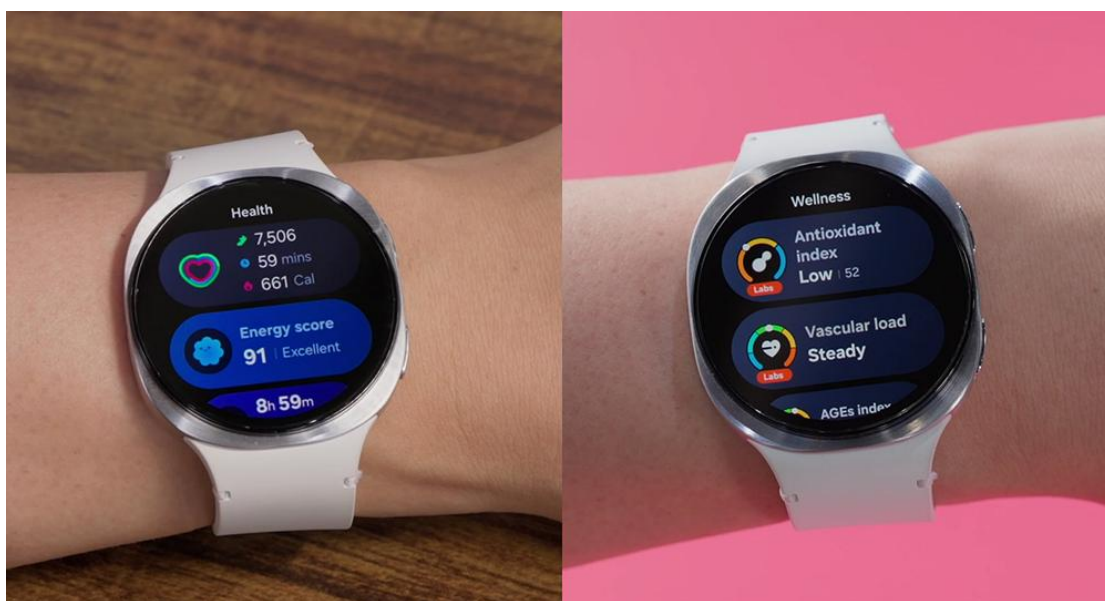 Health
7,506
59 mins
661 Cal
Energy score
91 | Excellent
8h 59m
Wellness
Antioxidant
index
Low | 52
Labs
Vascular load
Steady
Labs
AGEs index